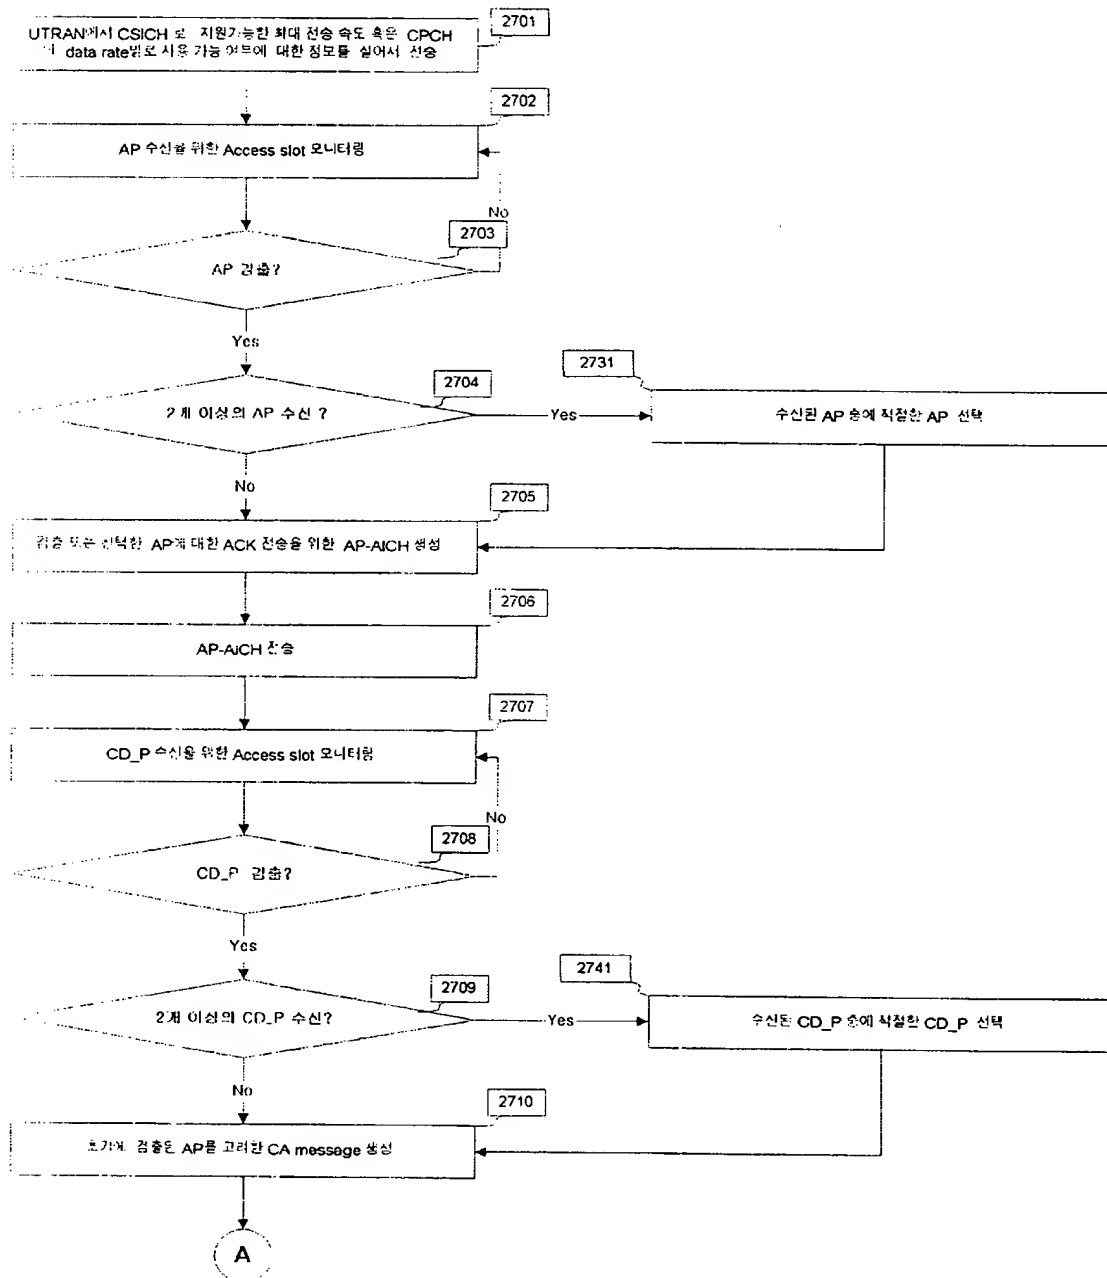 2701
UTRAN에서 CSICH 로 지원가능한 최대 전송 속도 혹은 CPCH
의 data rate별로 사용 가능 여부에 대한 정보를 실어서 전송
2702
AP 수신을 위한 Access slot 모니터링
No
2703
AP 검출?
Yes
2731
2704
2개 이상의 AP 수신 ?
Yes
수신된 AP 중에 적절한 AP 선택
No
2705
검출 또는 선택한 AP에 대한 ACK 전송을 위한 AP-AICH 생성
2706
AP-AICH 전송
2707
CD_P 수신을 위한 Access slot 모니터링
No
2708
CD_P 검출?
Yes
2741
2709
2개 이상의 CD_P 수신?
Yes
수신된 CD_P 중에 적절한 CD_P 선택
No
2710
초기에 검출된 AP를 고려한 CA message 생성
A